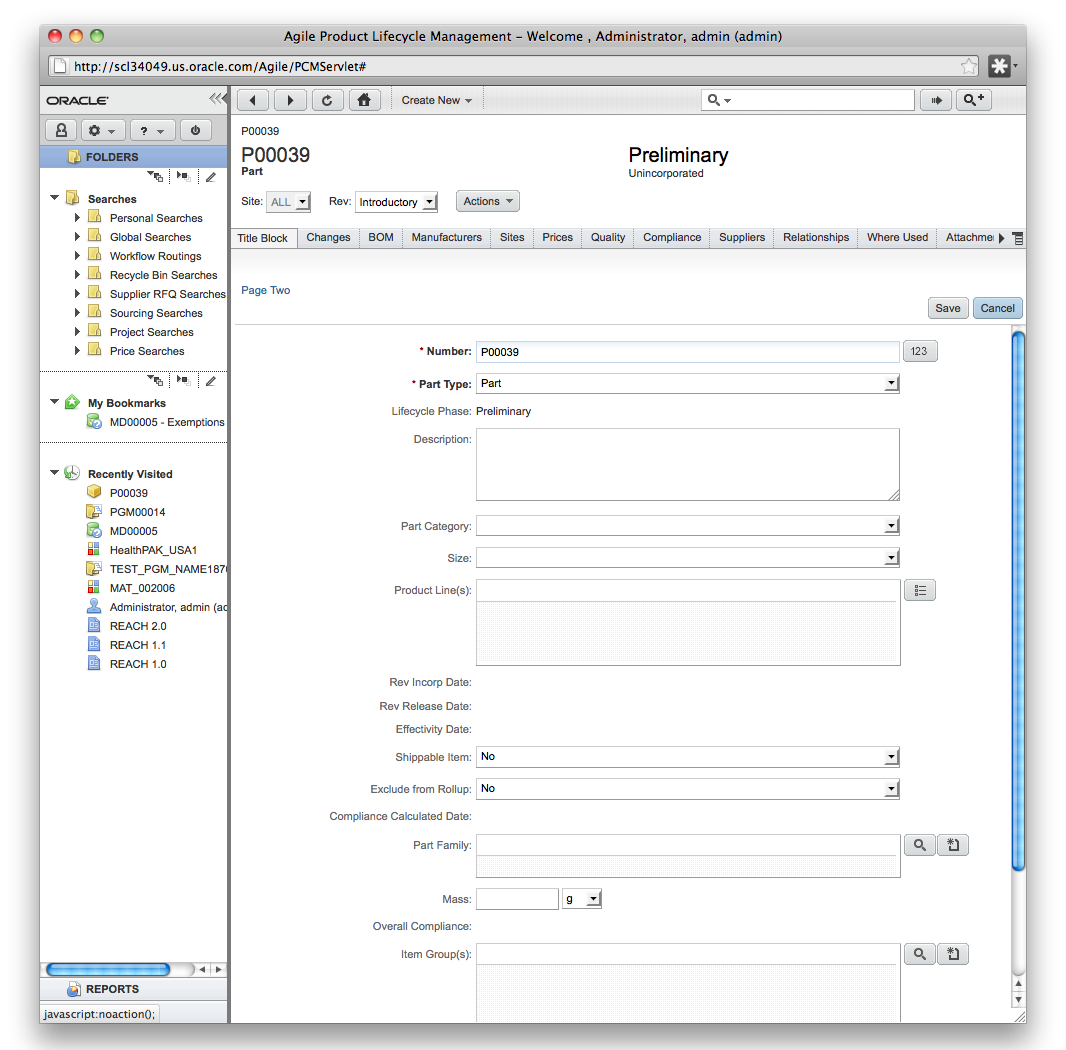 Agile Product Lifecycle Management – Welcome , Administrator, admin (admin)
http://scl34049.us.oracle.com/Agile/PCMServlet#
ORACLE
Create New
?
FOLDERS
Searches
Personal Searches
Global Searches
Workflow Routings
Recycle Bin Searches
Supplier RFQ Searches
Sourcing Searches
Project Searches
Price Searches
My Bookmarks
MD00005 - Exemptions
Recently Visited
P00039
PGM00014
MD00005
HealthPAK_USA1
TEST_PGM_NAME187
MAT_002006
Administrator, admin (ad
REACH 2.0
REACH 1.1
REACH 1.0
REPORTS
javascript:noaction();
P00039
P00039
Part
Preliminary
Unincorporated
Site: ALL Rev: Introductory Actions
Title Block Changes BOM Manufacturers Sites Prices Quality Compliance Suppliers Relationships Where Used Attachme
Page Two
Save Cancel
* Number: P00039 123
* Part Type: Part
Lifecycle Phase: Preliminary
Description:
Part Category:
Size:
Product Line(s):
Rev Incorp Date:
Rev Release Date:
Effectivity Date:
Shippable Item: No
Exclude from Rollup: No
Compliance Calculated Date:
Part Family:
Mass: g
Overall Compliance:
Item Group(s):